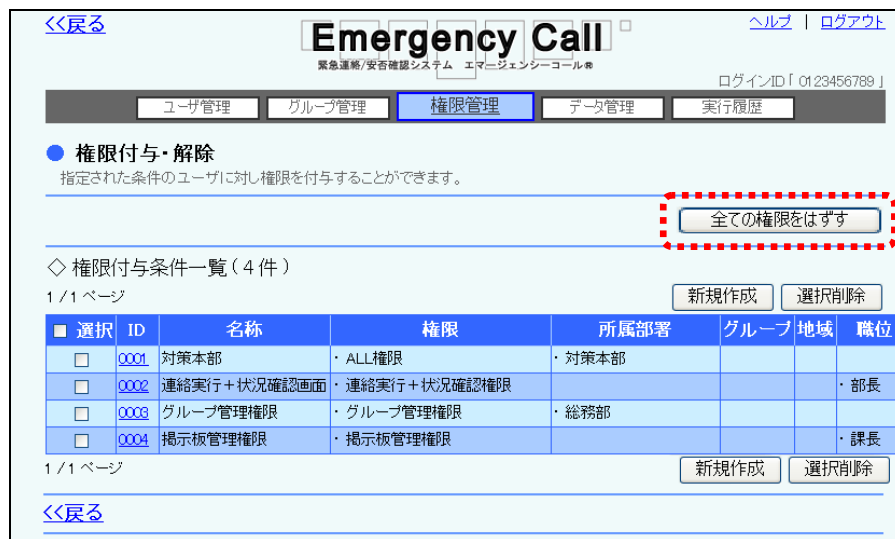 <<戻る
ヘルプ | ログアウト
Emergency Call
緊急連絡/安否確認システム エマージェンシーコール®
ログインID「 0123456789 」
ユーザ管理 グループ管理 権限管理 データ管理 実行履歴
● 権限付与・解除
指定された条件のユーザに対し権限を付与することができます。
全ての権限をはずす
◇ 権限付与条件一覧(4件)
1/1ページ
新規作成 選択削除
選択 ID 名称 権限 所属部署 グループ 地域 職位
0001 対策本部 ・ALL権限 ・対策本部
0002 連絡実行+状況確認画面 ・連絡実行+状況確認権限 ・部長
0003 グループ管理権限 ・グループ管理権限 ・総務部
0004 掲示板管理権限 ・掲示板管理権限 ・課長
1/1ページ
新規作成 選択削除
<<戻る